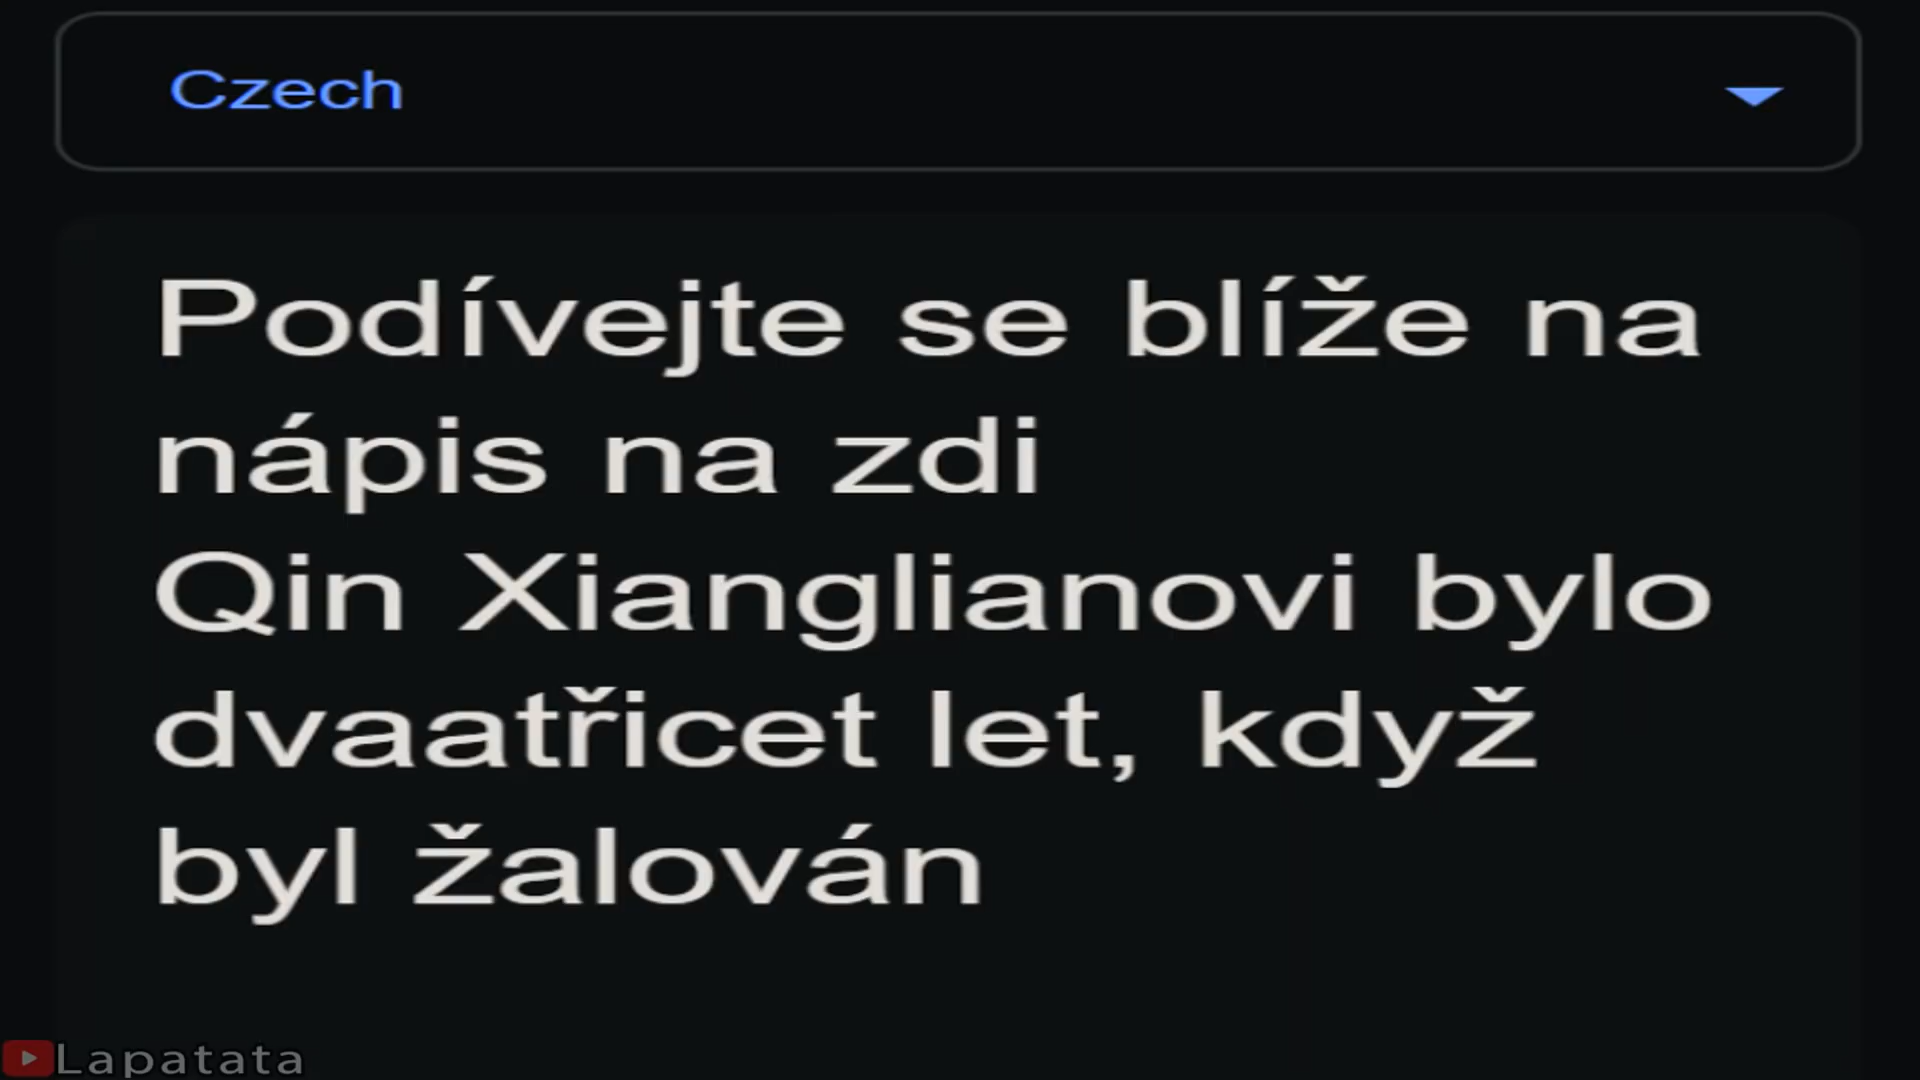 Czech
Podívejte se blíže na
nápis na zdi
Qin Xianglianovi bylo
dvaatřicet let, když
byl žalován
Lapatata